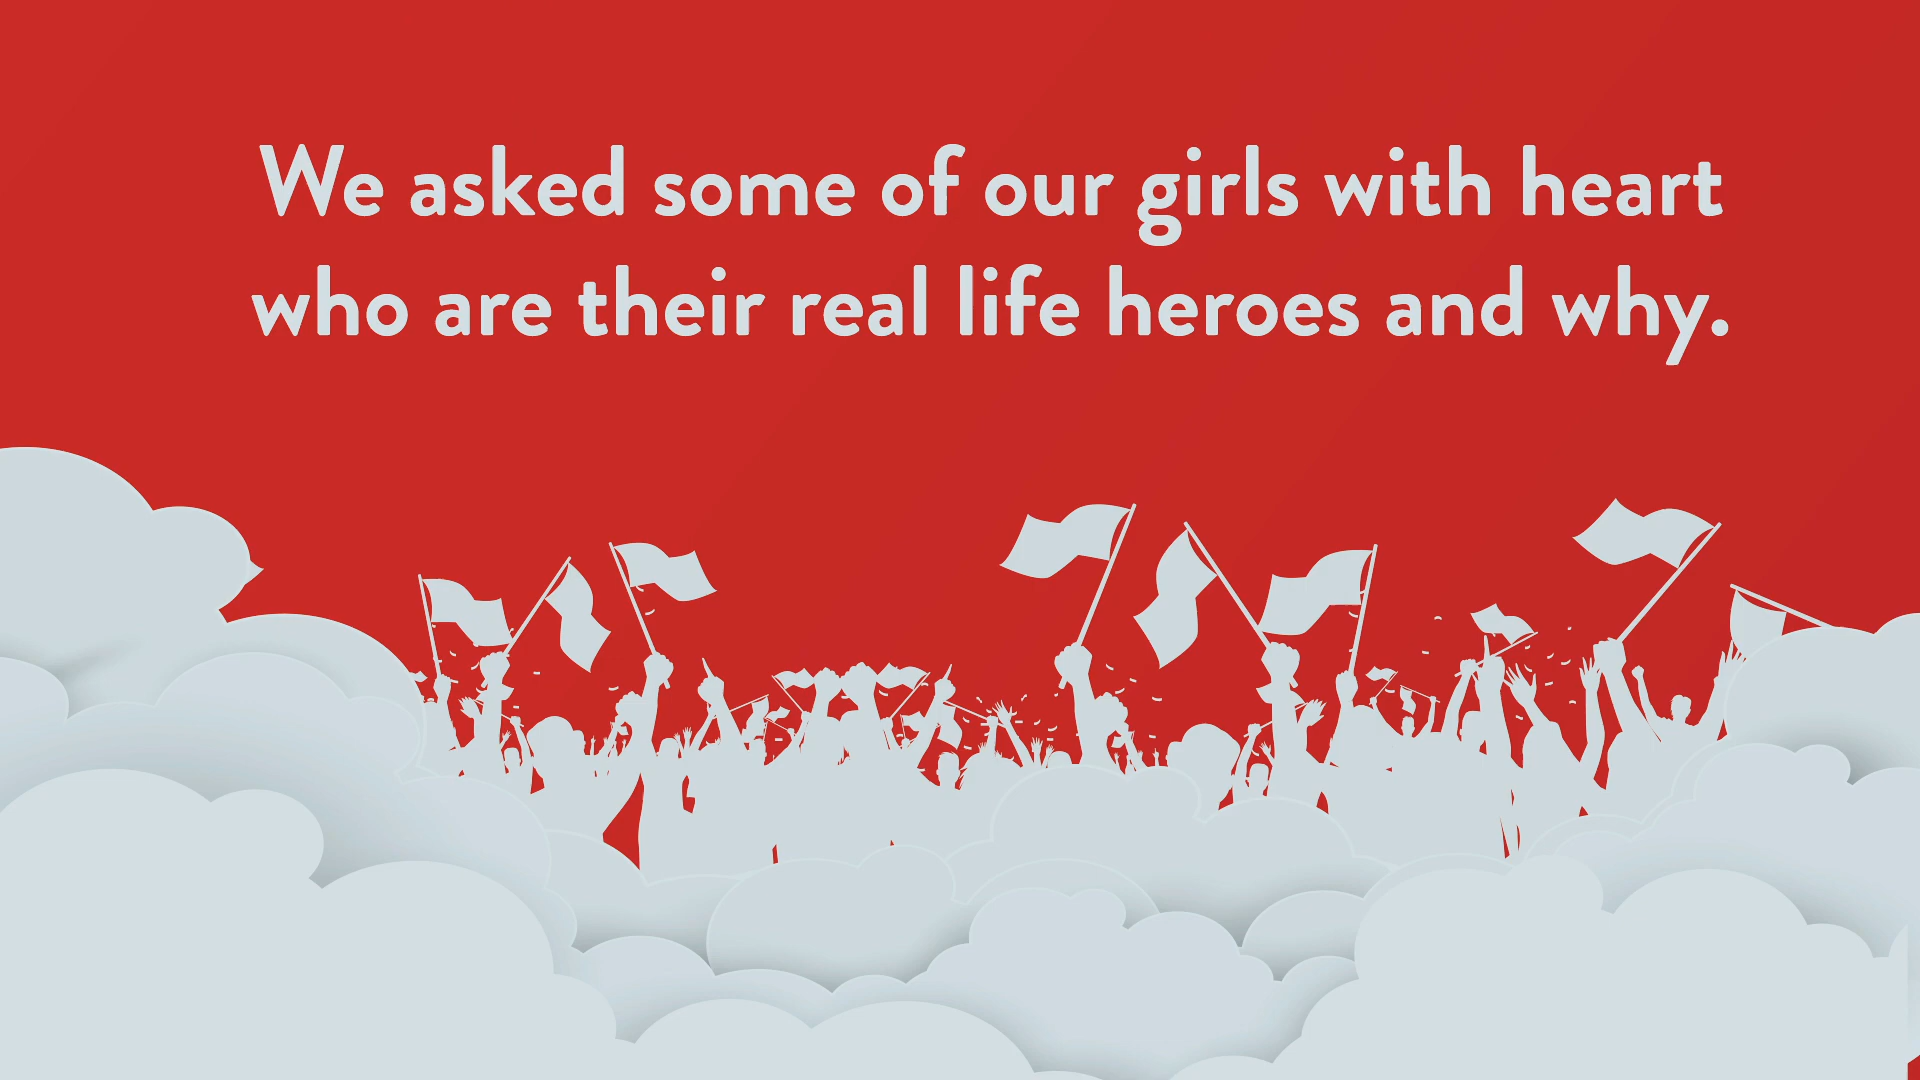 We asked some of our girls with heart
who are their real life heroes and why.